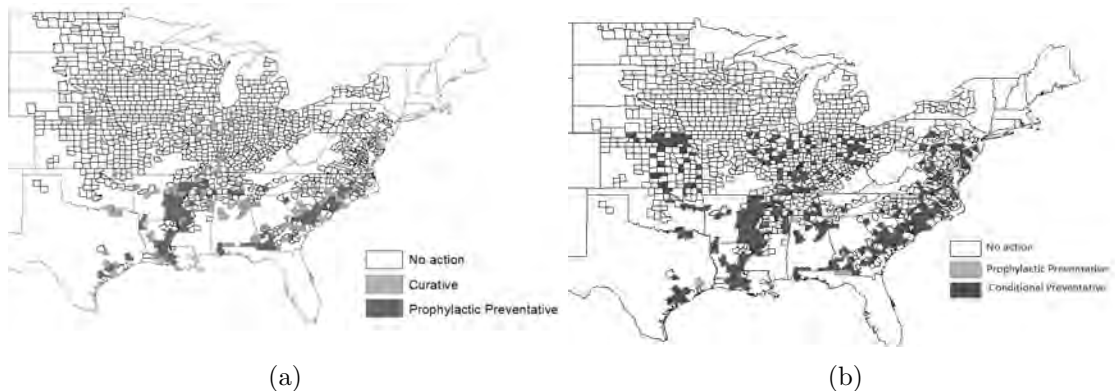 No action
Curative
Prophylactic Preventative
No action
Prophylactic Preventative
Conditional Preventative
(a)
(b)